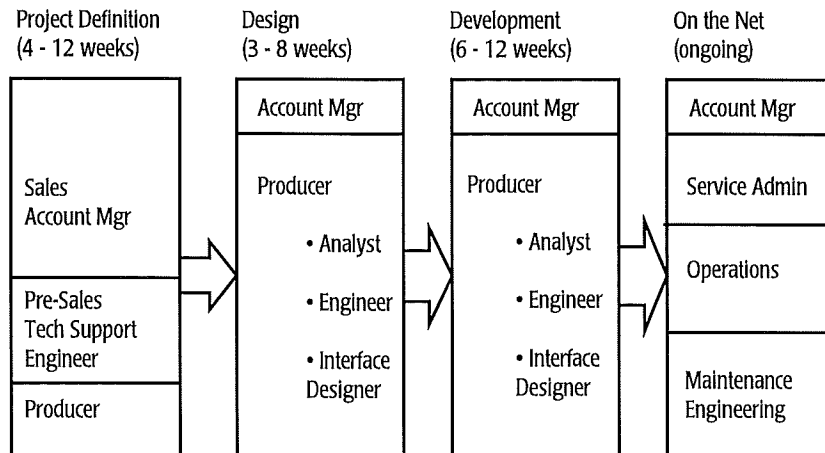 Project Definition
(4 - 12 weeks)
Sales
Account Mgr
Pre-Sales
Tech Support
Engineer
Producer
Design
(3 - 8 weeks)
Account Mgr
Producer
• Analyst
• Engineer
• Interface
Designer
Development
(6 - 12 weeks)
Account Mgr
Producer
• Analyst
• Engineer
• Interface
Designer
On the Net
(ongoing)
Account Mgr
Service Admin
Operations
Maintenance
Engineering